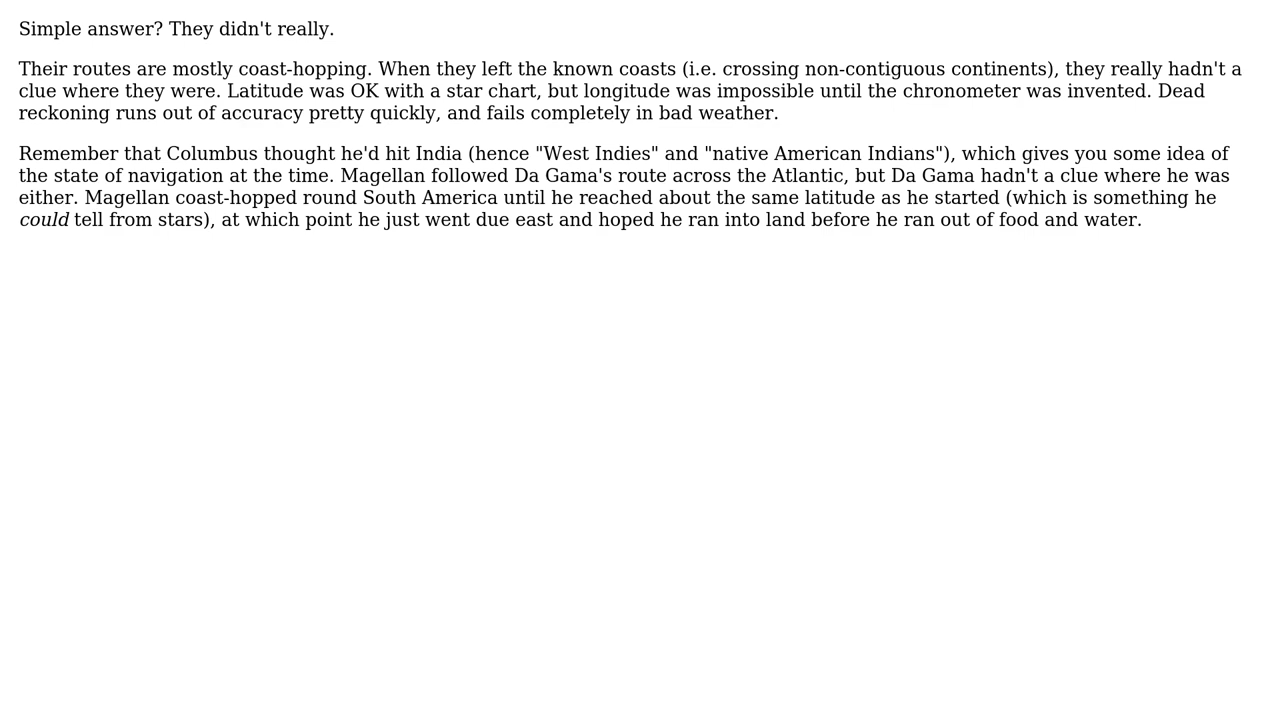 Simple answer? They didn't really.
Their routes are mostly coast-hopping. When they left the known coasts (i.e. crossing non-contiguous continents), they really hadn't a
clue where they were. Latitude was OK with a star chart, but longitude was impossible until the chronometer was invented. Dead
reckoning runs out of accuracy pretty quickly, and fails completely in bad weather.
Remember that Columbus thought he'd hit India (hence "West Indies" and "native American Indians"), which gives you some idea of
the state of navigation at the time. Magellan followed Da Gama's route across the Atlantic, but Da Gama hadn't a clue where he was
either. Magellan coast-hopped round South America until he reached about the same latitude as he started (which is something he
could tell from stars), at which point he just went due east and hoped he ran into land before he ran out of food and water.